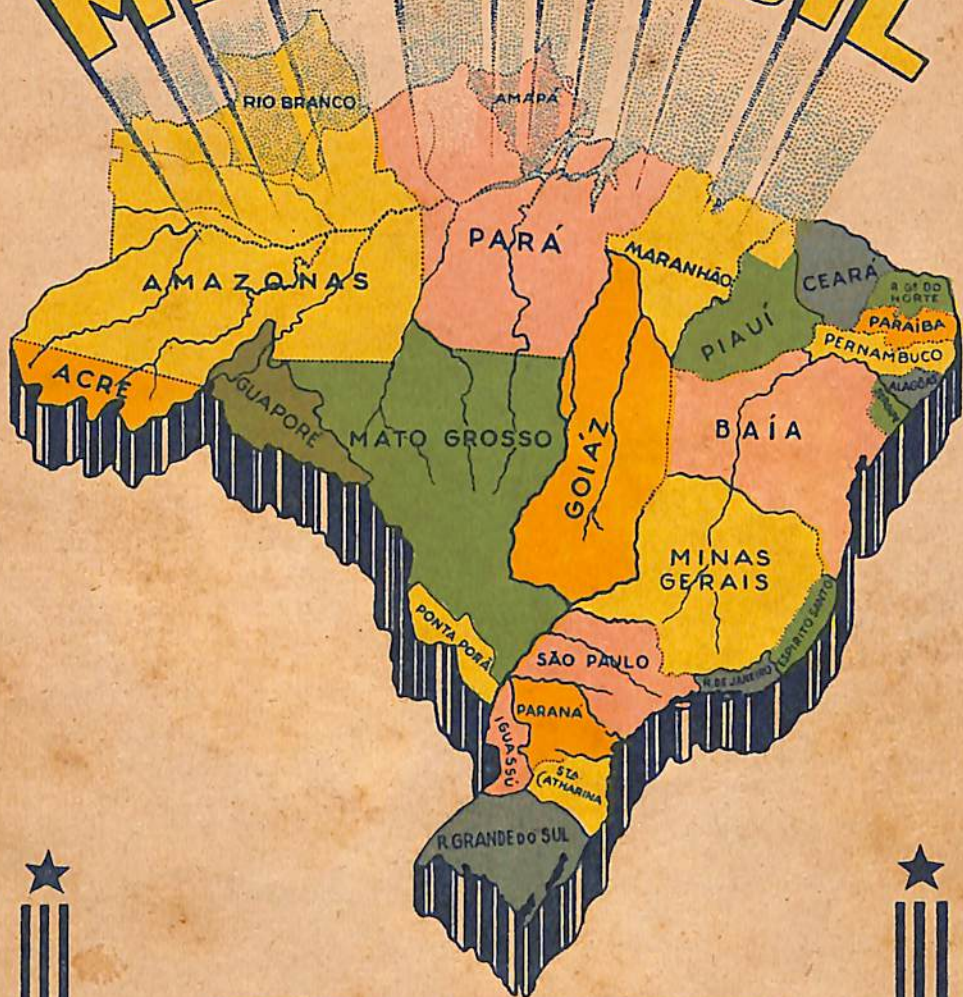 RIO BRANCO
AMAPÁ
PARÁ
AMAZONAS
MARANHÃO
CEARÁ
R. GE DO
NORTE
PARAÍBA
PERNAMBUCO
ALAGÔAS
PIAUÍ
ACRE
GUAPORÉ
MATO GROSSO
GOIÁZ
BAÍA
MINAS
GERAIS
ESPIRITO SANTO
R. DE JANEIRO
PONTA PORÃ
SÃO PAULO
PARANÁ
IGUASSÚ
STA.
CATHARINA
R. GRANDE DO SUL